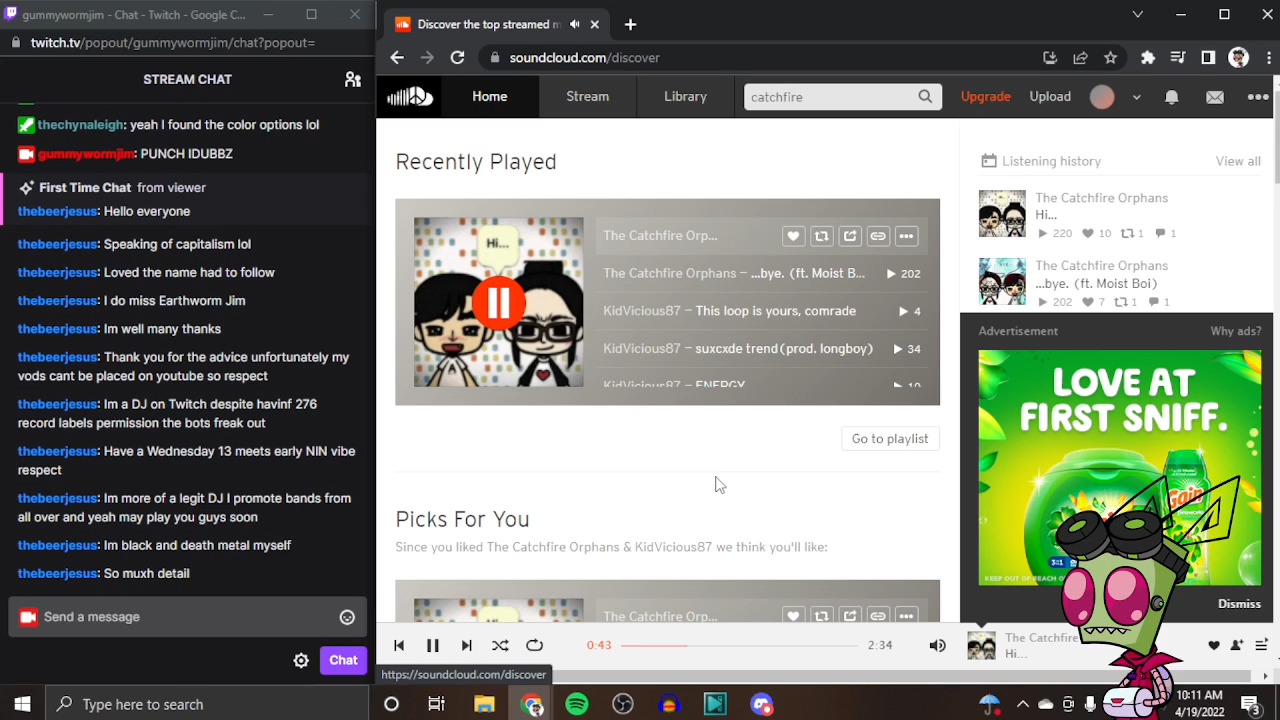 gummywormjim - Chat - Twitch - Google C...
twitch.tv/popout/gummywormjim/chat?popout=
STREAM CHAT
thechynaleigh: yeah I found the color options lol
gummywormjim: PUNCH IDUBBZ
First Time Chat from viewer
thebeerjesus: Hello everyone
thebeerjesus: Speaking of capitalism lol
thebeerjesus: Loved the name had to follow
thebeerjesus: I do miss Earthworm Jim
thebeerjesus: Im well many thanks
thebeerjesus: Thank you for the advice unfortunately my
vods cant be placed on youtube so respect
thebeerjesus: Im a DJ on Twitch despite havinf 276
record labels permission the bots freak out
thebeerjesus: Have a Wednesday 13 meets early NIN vibe
respect
thebeerjesus: Im more of a legit DJ I promote bands from
all over and yeah may play you guys soon
thebeerjesus: Im black and death metal myself
thebeerjesus: So muxh detail
Send a message
Chat
Discover the top streamed m
soundcloud.com/discover
Home
Stream
Library
catchfire
Upgrade
Upload
Recently Played
Hi...
The Catchfire Orp...
The Catchfire Orphans – ...bye. (ft. Moist B... 202
KidVicious87 – This loop is yours, comrade 4
KidVicious87 – suxcxde trend(prod. longboy) 34
KidVicious87 – ENERGY 10
Go to playlist
Picks For You
Since you liked The Catchfire Orphans & KidVicious87 we think you'll like:
The Catchfire Orp...
Listening history
View all
The Catchfire Orphans
Hi...
220 10 1 1
The Catchfire Orphans
...bye. (ft. Moist Boi)
202 7 1 1
Advertisement
Why ads?
LOVE AT
FIRST SNIFF.
Gain
KEEP OUT OF REACH O
Dismiss
0:43
2:34
The Catchfire
Hi...
https://soundcloud.com/discover
Type here to search
10:11 AM
4/19/2022
3